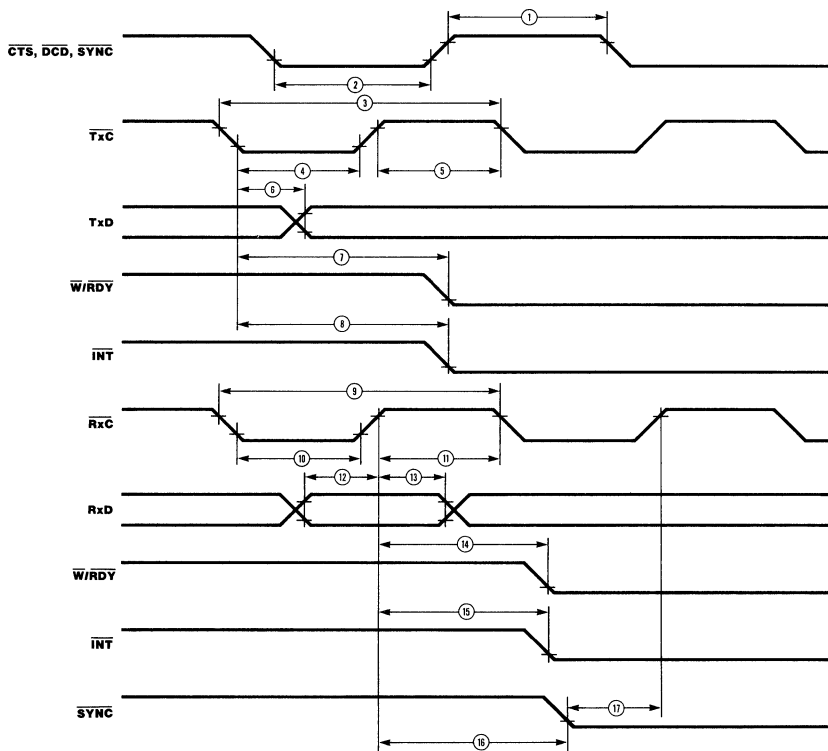 1
CTS, DCD, SYNC
2
3
TxC
4
5
6
TxD
7
W/RDY
8
INT
9
RxC
10
11
12
13
RxD
14
W/RDY
15
INT
17
SYNC
16